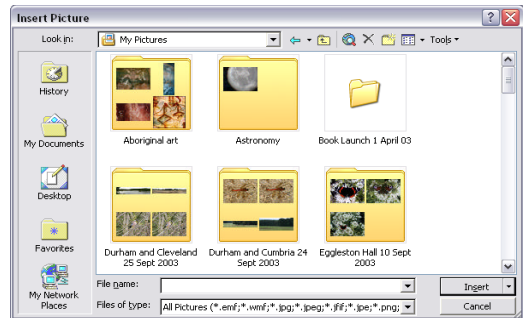 Insert Picture
Look in:
My Pictures
Tools
History
My Documents
Desktop
Favorites
My Network
Places
Aboriginal art
Astronomy
Book Launch 1 April 03
Durham and Cleveland
25 Sept 2003
Durham and Cumbria 24
Sept 2003
Eggleston Hall 10 Sept
2003
File name:
Insert
Files of type:
All Pictures (*.emf;*.wmf;*.jpg;*.jpeg;*.jfif;*.jpe;*.png;
Cancel